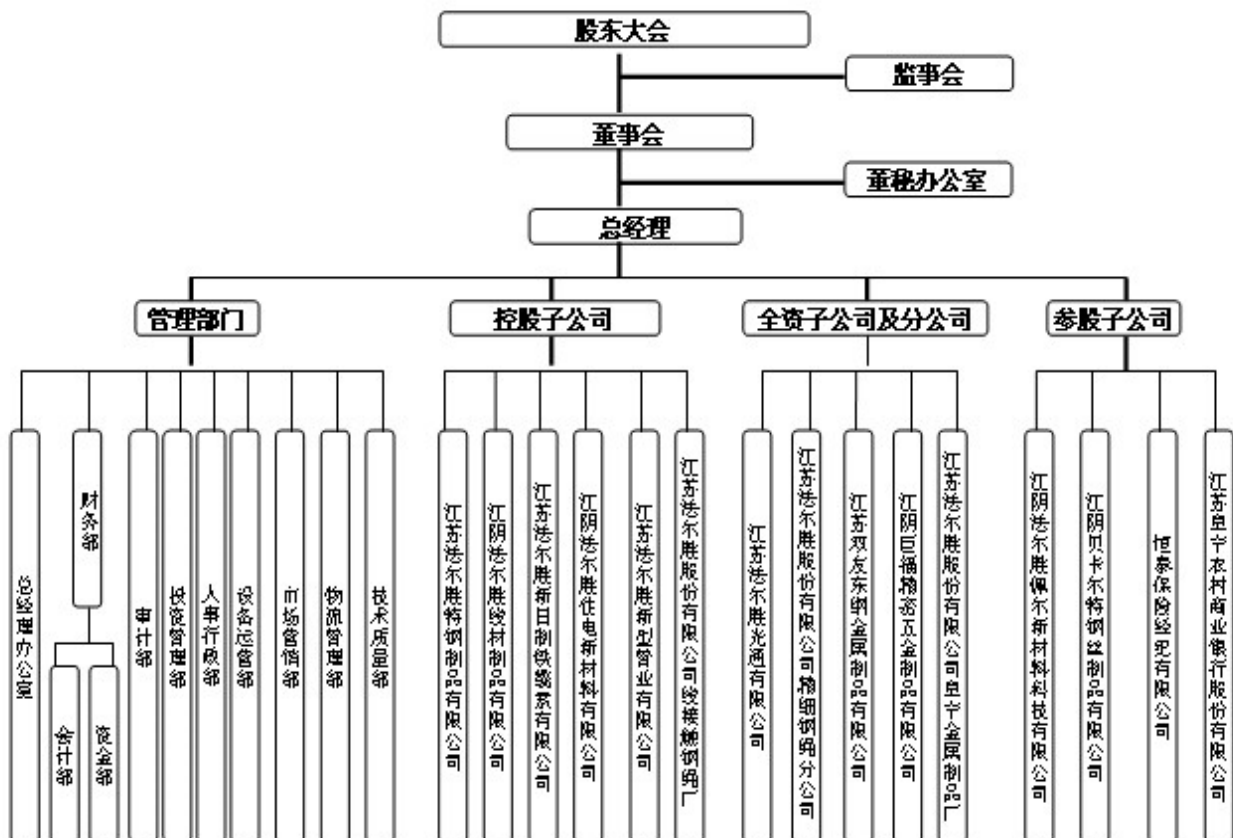 股东大会
监事会
董事会
董秘办公室
总经理
管理部门
控股子公司
全资子公司及分公司
参股子公司
总经理办公室
财务部
会计部
资金部
审计部
投资管理部
人事行政部
设备运营部
市场营销部
物流管理部
技术质量部
江苏法尔胜特钢制品有限公司
江阴法尔胜线材制品有限公司
江苏法尔胜新日制铁缆索有限公司
江阴法尔胜住电新材料有限公司
江苏法尔胜新型管业有限公司
江苏法尔胜股份有限公司线接触钢绳厂
江苏法尔胜光通有限公司
江苏法尔胜股份有限公司精细钢绳分公司
江苏双友东纲金属制品有限公司
江阴巨福精密五金制品有限公司
江苏法尔胜股份有限公司阜宁金属制品厂
江阴法尔胜佩尔新材料科技有限公司
江阴贝卡尔特钢丝制品有限公司
恒泰保险经纪有限公司
江苏阜宁农村商业银行股份有限公司